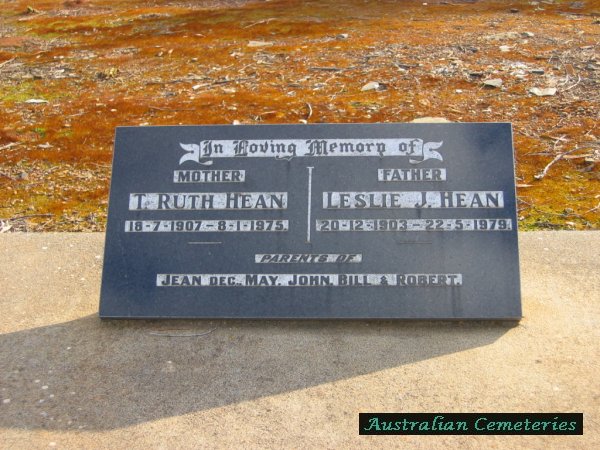 In Loving Memory of
MOTHER
T. RUTH HEAN
18-7-1907 - 8-1-1975.
FATHER
LESLIE J. HEAN
20-12-1903 - 22-5-1979.
PARENTS OF
JEAN DEC. MAY, JOHN, BILL & ROBERT.
Australian Cemeteries